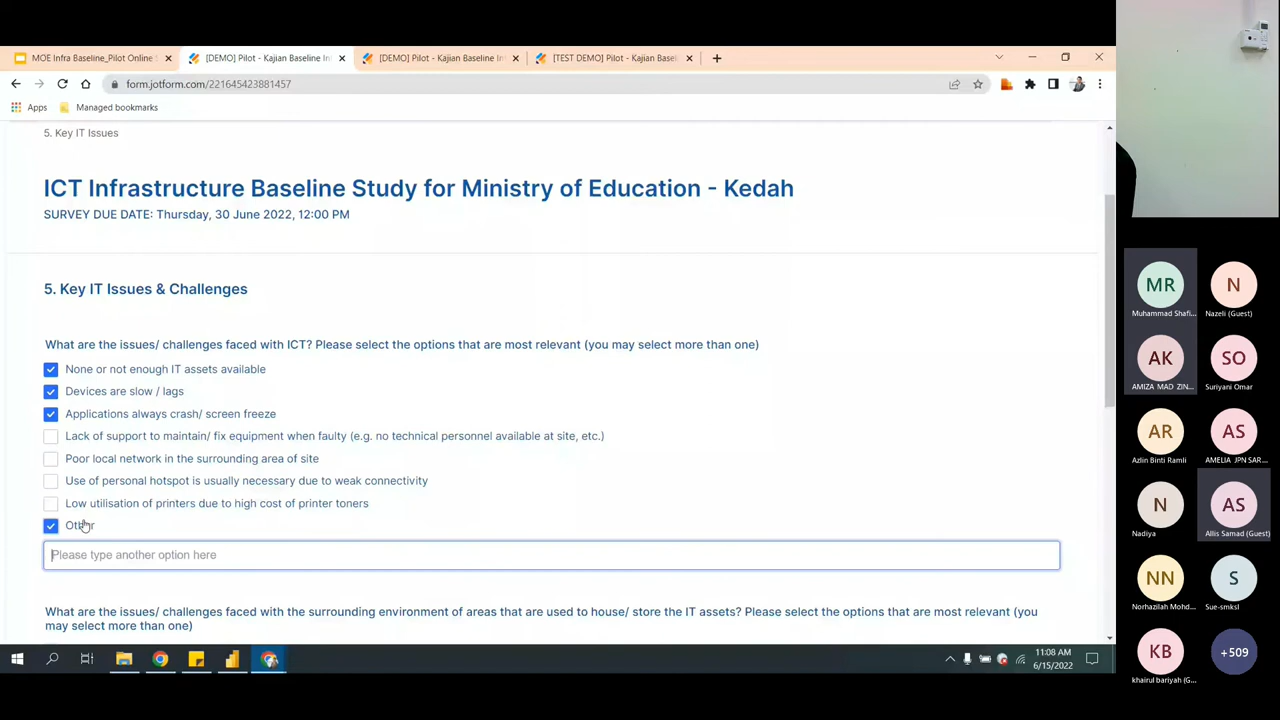 MOE Infra Baseline_Pilot Online S
[DEMO] Pilot - Kajian Baseline In
[DEMO] Pilot - Kajian Baseline In
[TEST DEMO] Pilot - Kajian Basel
form.jotform.com/221645423881457
Apps
Managed bookmarks
5. Key IT Issues
ICT Infrastructure Baseline Study for Ministry of Education - Kedah
SURVEY DUE DATE: Thursday, 30 June 2022, 12:00 PM
5. Key IT Issues & Challenges
What are the issues/ challenges faced with ICT? Please select the options that are most relevant (you may select more than one)
None or not enough IT assets available
Devices are slow / lags
Applications always crash/ screen freeze
Lack of support to maintain/ fix equipment when faulty (e.g. no technical personnel available at site, etc.)
Poor local network in the surrounding area of site
Use of personal hotspot is usually necessary due to weak connectivity
Low utilisation of printers due to high cost of printer toners
Other
Please type another option here
What are the issues/ challenges faced with the surrounding environment of areas that are used to house/ store the IT assets? Please select the options that are most relevant (you
may select more than one)
11:08 AM
6/15/2022
MR
Muhammad Shafi...
N
Nazeli (Guest)
AK
AMIZA MAD ZIN...
SO
Suriyani Omar
AR
Azlin Binti Ramli
AS
AMELIA JPN SAR...
N
Nadiya
AS
Allis Samad (Guest)
NN
Norhazilah Mohd...
S
Sue-smksl
KB
khairul bariyah (G...
+509